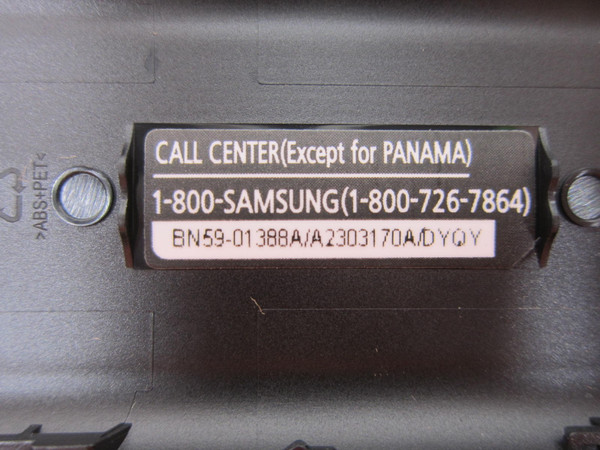 CALL CENTER(Except for PANAMA)
1-800-SAMSUNG(1-800-726-7864)
BN59-01388A/A2303170A/DYQY
>ABS+PET<